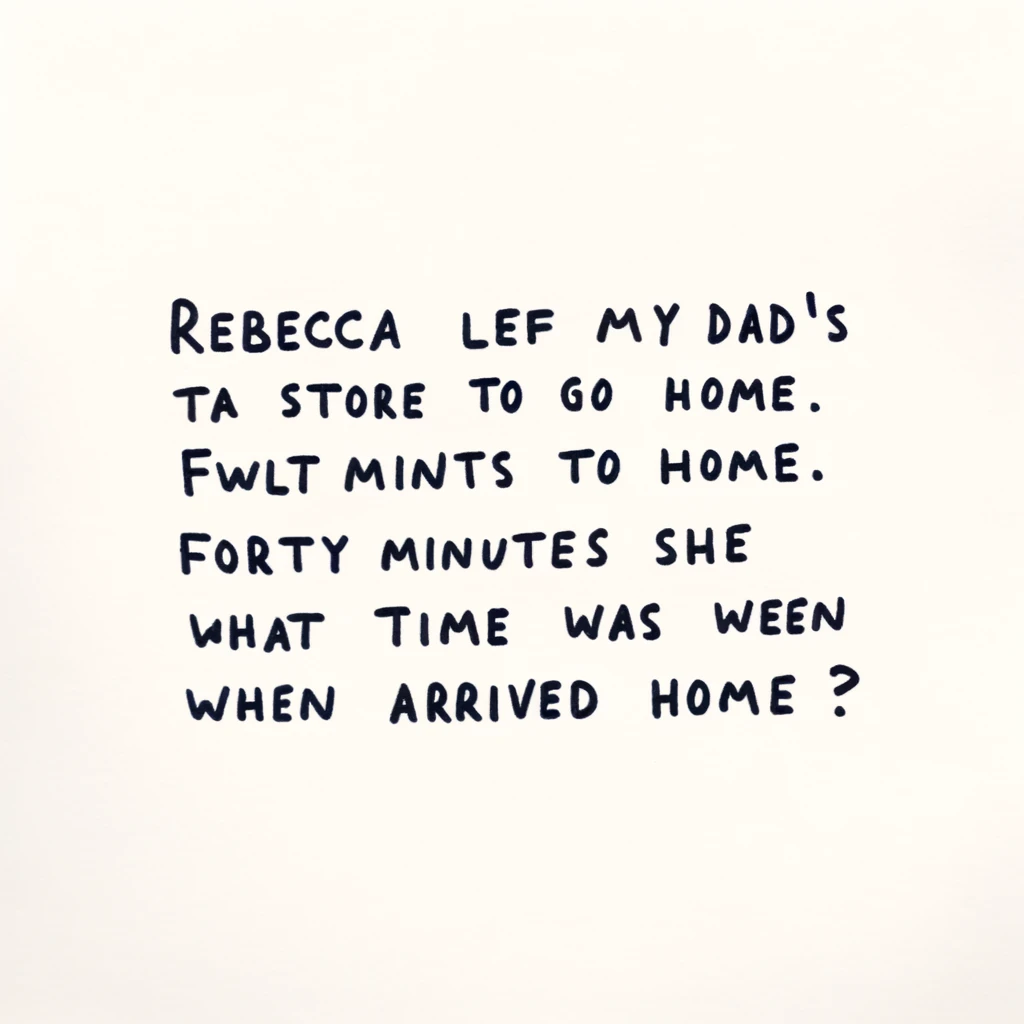 REBECCA LEF MY DAD'S
TA STORE TO GO HOME.
FWLT MINTS TO HOME.
FORTY MINUTES SHE
WHAT TIME WAS WEEN
WHEN ARRIVED HOME?